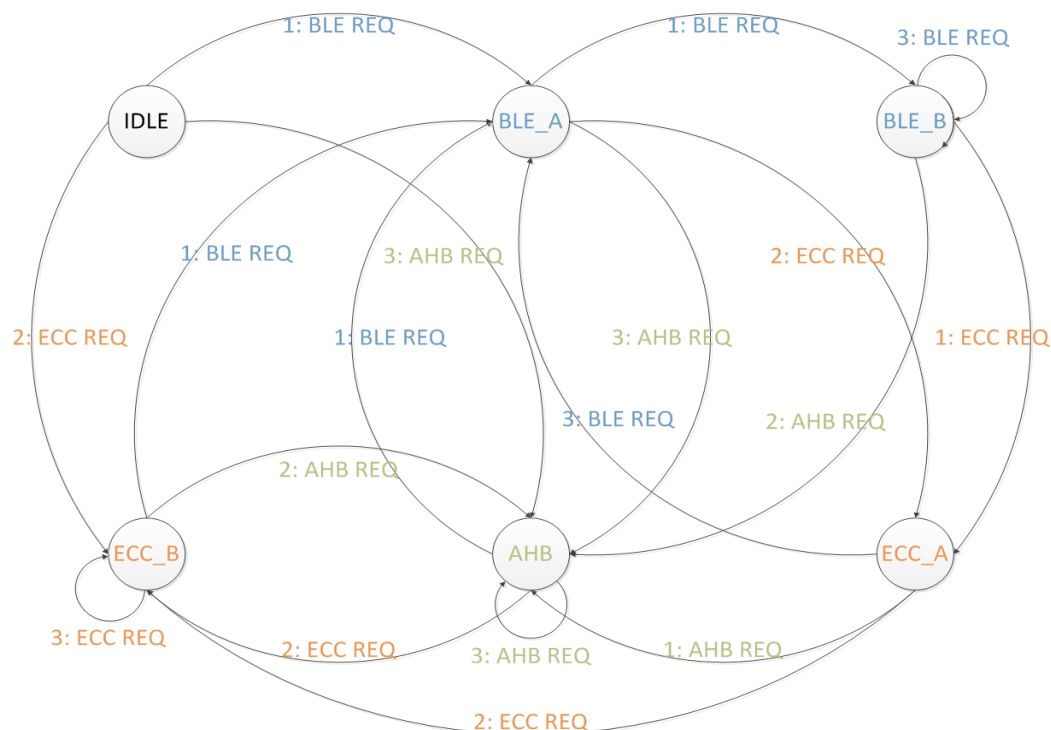 1: BLE REQ
1: BLE REQ
3: BLE REQ
IDLE
BLE_A
BLE_B
1: BLE REQ
3: AHB REQ
2: ECC REQ
2: ECC REQ
1: BLE REQ
3: AHB REQ
1: ECC REQ
3: BLE REQ
2: AHB REQ
2: AHB REQ
ECC_B
AHB
ECC_A
3: ECC REQ
2: ECC REQ
3: AHB REQ
1: AHB REQ
2: ECC REQ